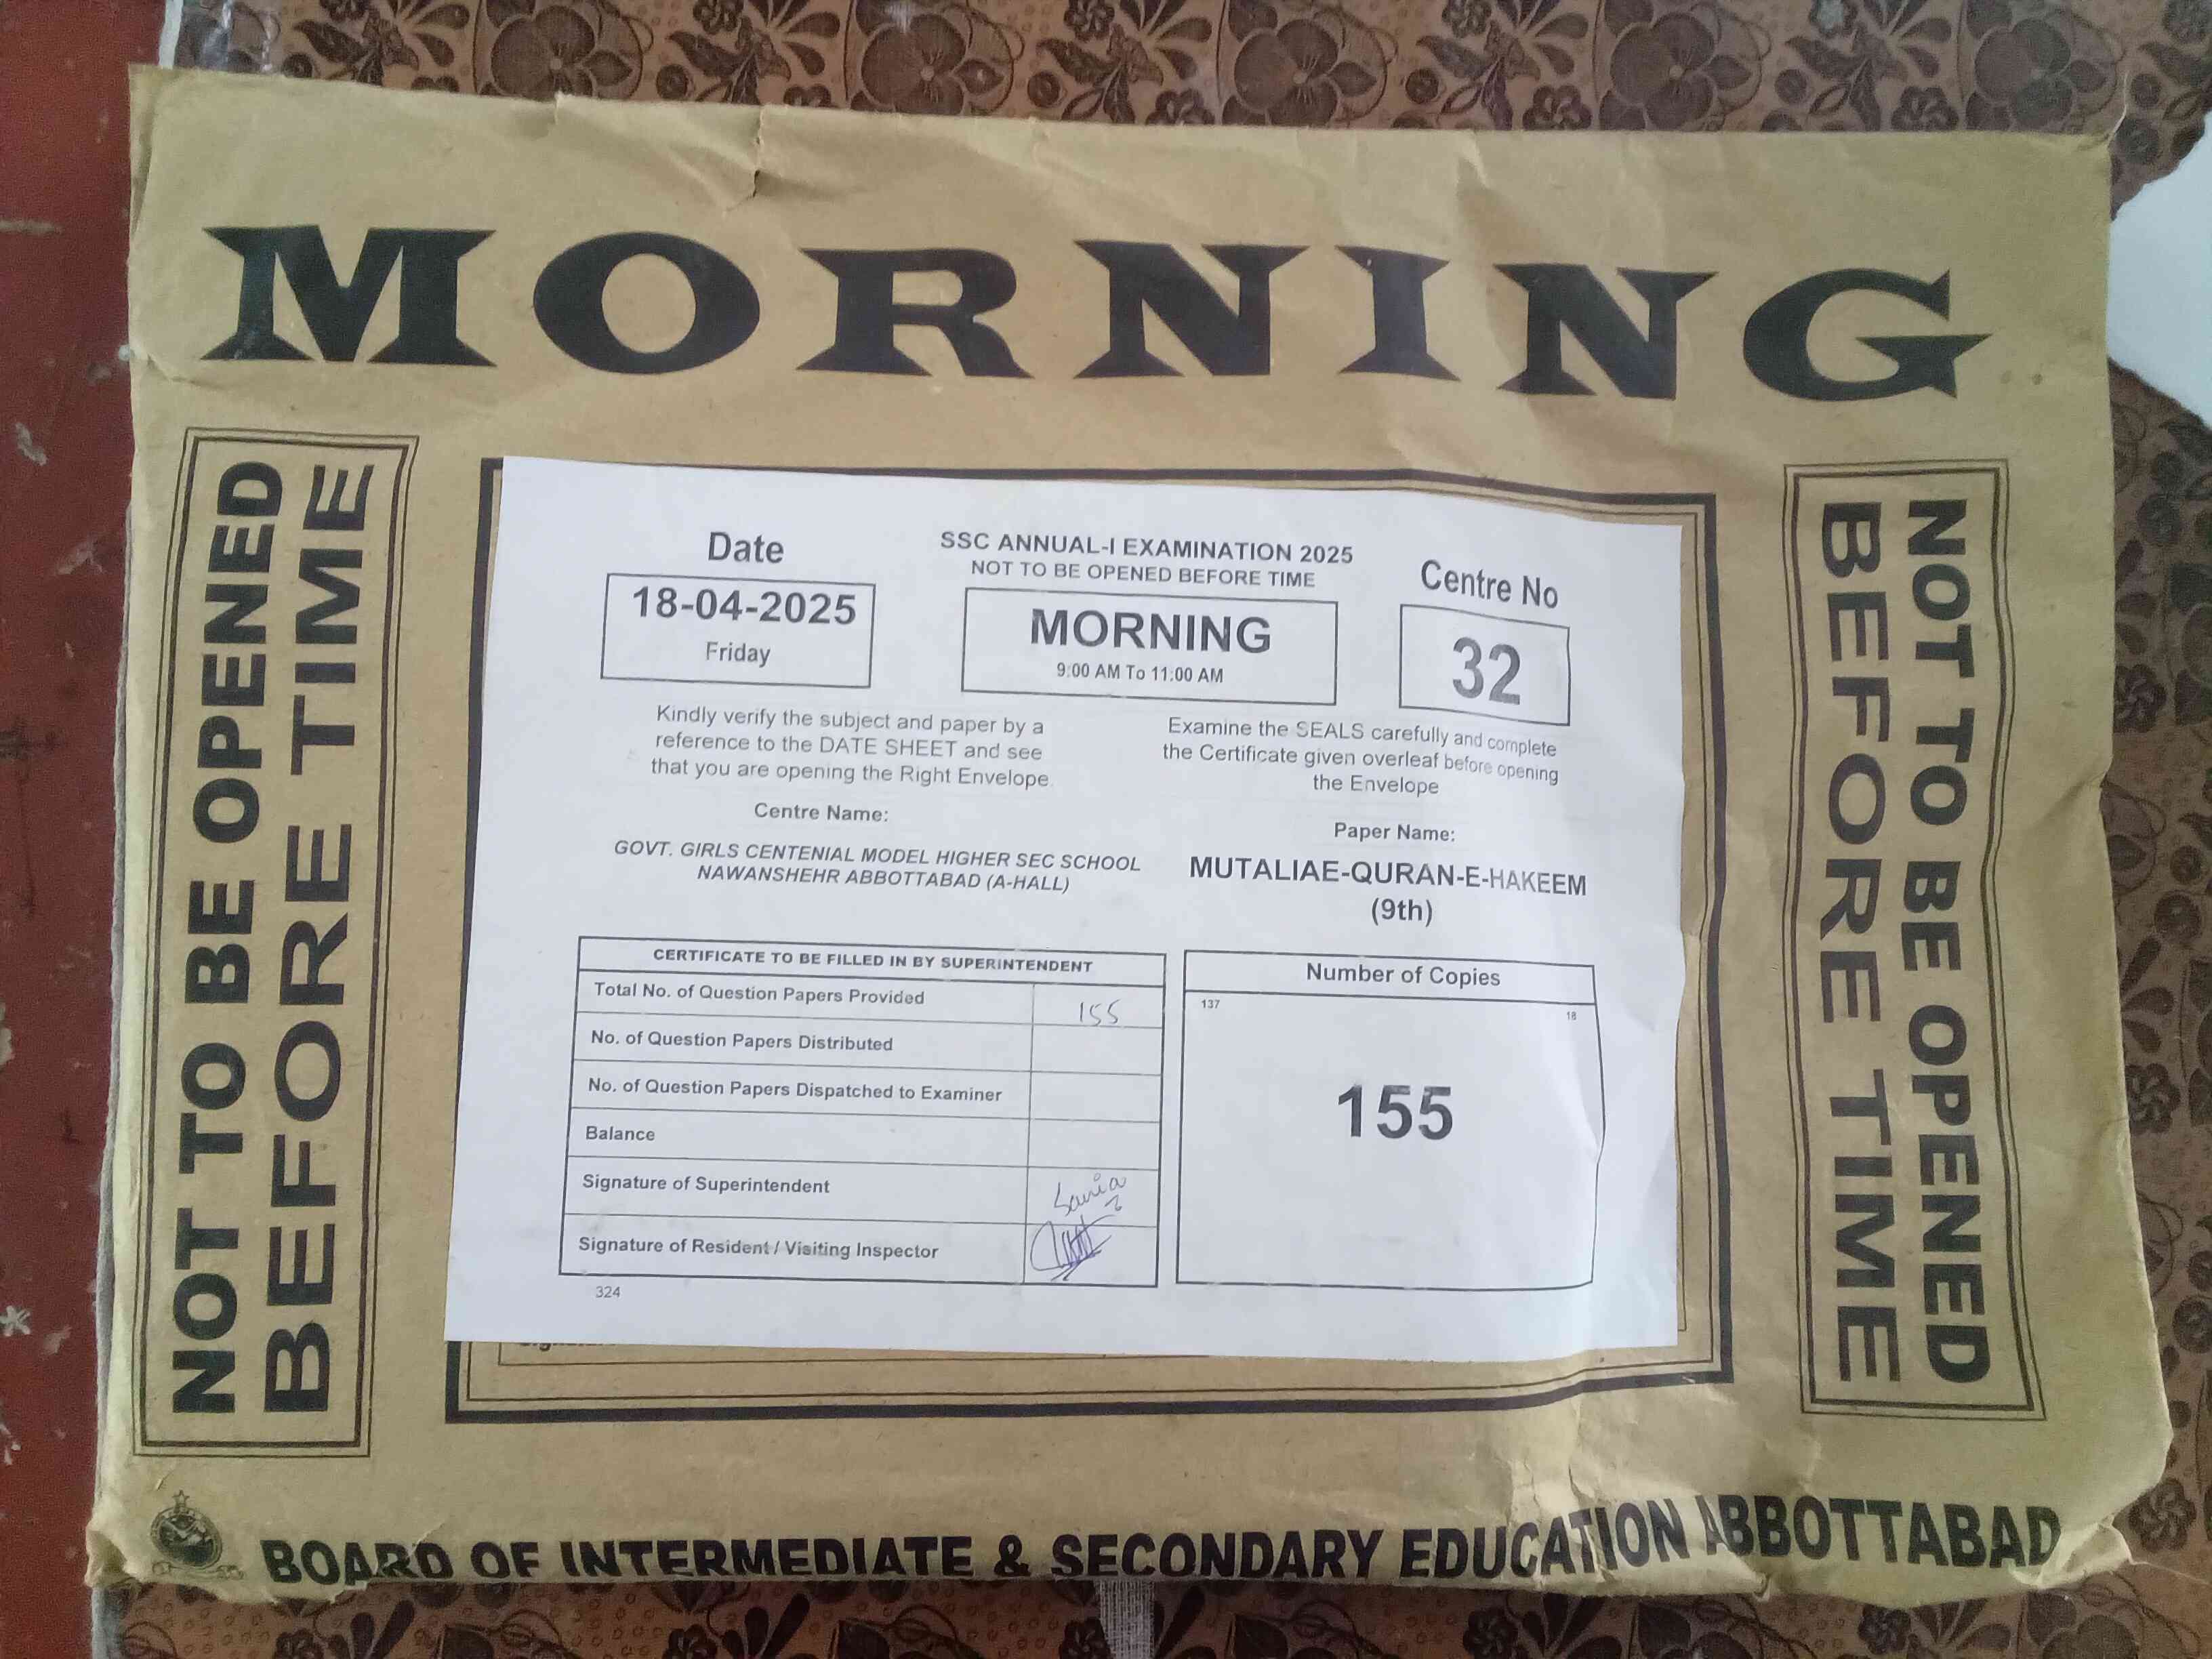 MORNING
NOT TO BE OPENED
BEFORE TIME
Date
18-04-2025
Friday
SSC ANNUAL-I EXAMINATION 2025
NOT TO BE OPENED BEFORE TIME
MORNING
9:00 AM To 11:00 AM
Centre No
32
Kindly verify the subject and paper by a
reference to the DATE SHEET and see
that you are opening the Right Envelope.
Examine the SEALS carefully and complete
the Certificate given overleaf before opening
the Envelope
Centre Name:
GOVT. GIRLS CENTENIAL MODEL HIGHER SEC SCHOOL
NAWANSHEHR ABBOTTABAD (A-HALL)
Paper Name:
MUTALIAE-QURAN-E-HAKEEM
(9th)
CERTIFICATE TO BE FILLED IN BY SUPERINTENDENT
Total No. of Question Papers Provided 155
No. of Question Papers Distributed
No. of Question Papers Dispatched to Examiner
Balance
Signature of Superintendent
Signature of Resident / Visiting Inspector
324
Number of Copies
137
18
155
NOT TO BE OPENED
BEFORE TIME
BOARD OF INTERMEDIATE & SECONDARY EDUCATION ABBOTTABAD